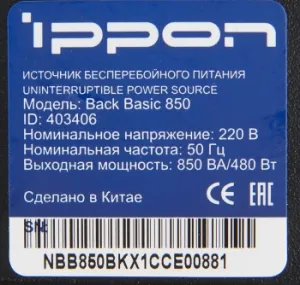 ippon
ИСТОЧНИК БЕСПЕРЕБОЙНОГО ПИТАНИЯ
UNINTERRUPTIBLE POWER SOURCE
Модель: Back Basic 850
ID: 403406
Номинальное напряжение: 220 В
Номинальная частота: 50 Гц
Выходная мощность: 850 ВА/480 Вт
Сделано в Китае CE EAC
SN:
NBB850BKX1CCE00881